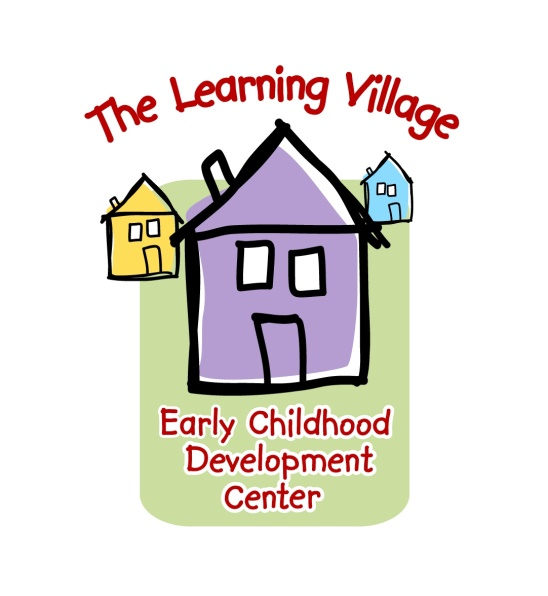 The Learning Village
Early Childhood
Development
Center